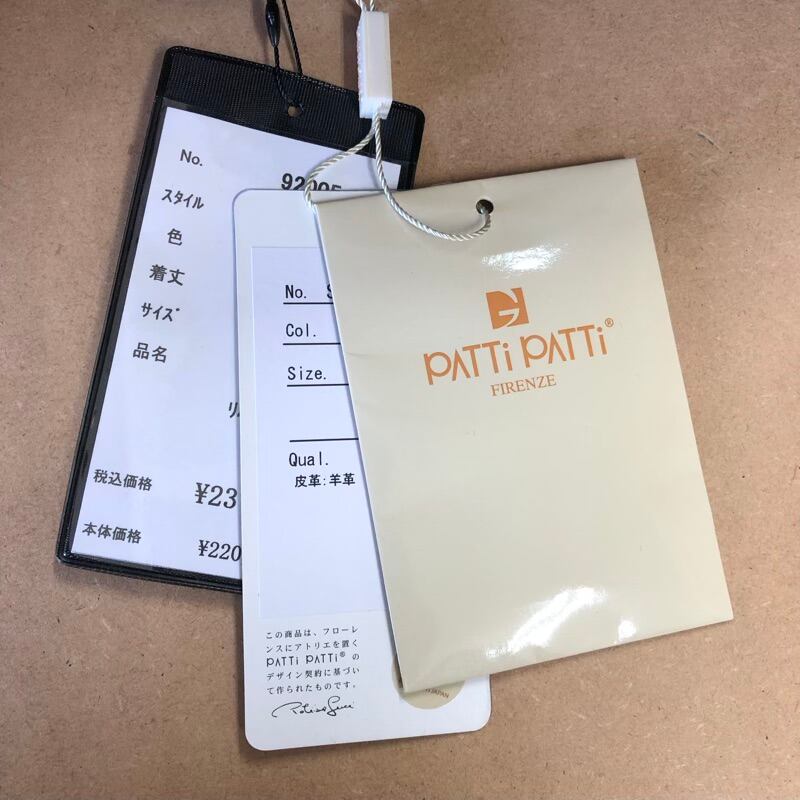 No.
スタイル
色
着丈
サイズ
品名
税込価格
¥23
本体価格
¥220
No.
Col.
Size.
Qual.
皮革:羊革
この商品は、フローレ
ンスにアトリエを置く
PATTi PATTi® の
デザイン契約に基づい
て作られたものです。
PATTi PATTi®
FIRENZE
JAPAN